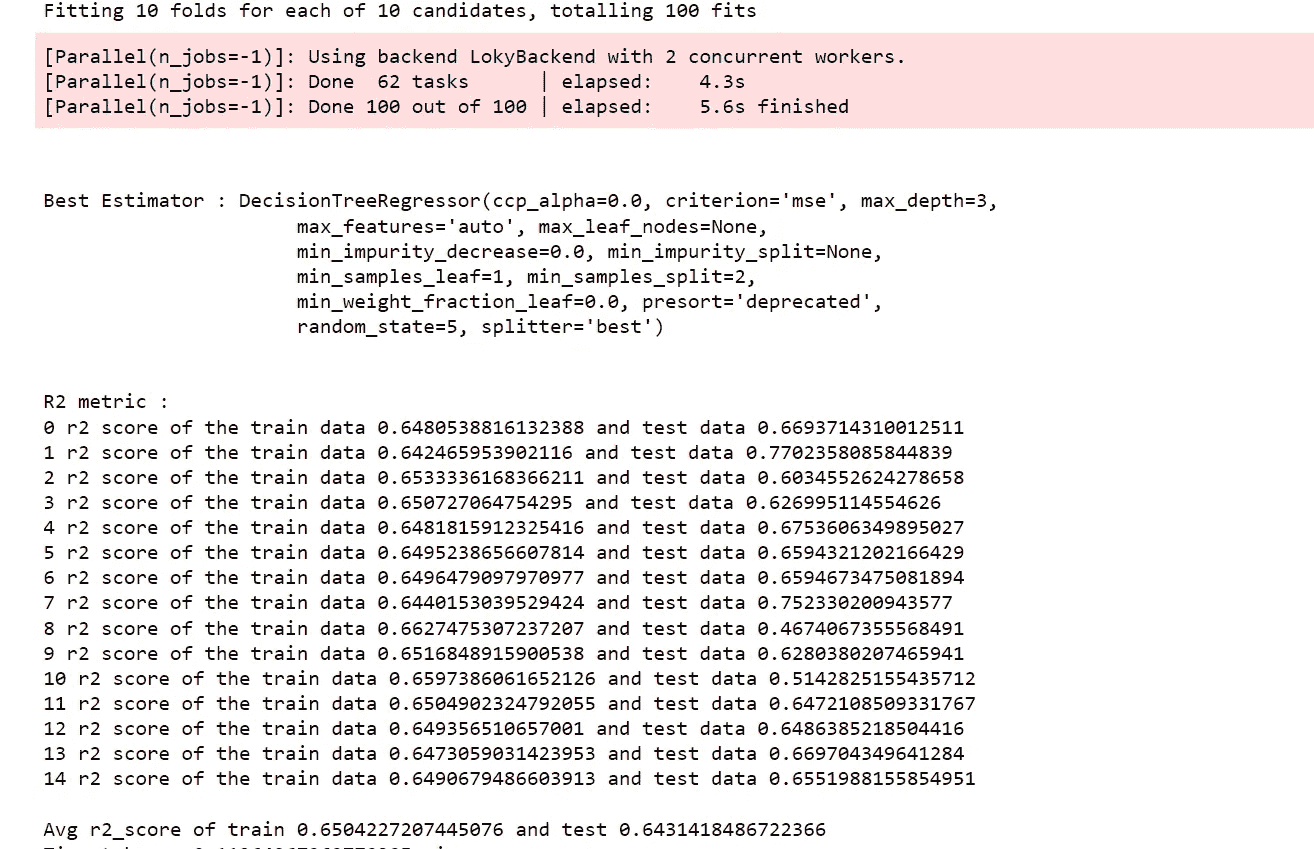 Fitting 10 folds for each of 10 candidates, totalling 100 fits
[Parallel(n_jobs=-1)]: Using backend LokyBackend with 2 concurrent workers.
[Parallel(n_jobs=-1)]: Done  62 tasks      | elapsed:    4.3s
[Parallel(n_jobs=-1)]: Done 100 out of 100 | elapsed:    5.6s finished
Best Estimator : DecisionTreeRegressor(ccp_alpha=0.0, criterion='mse', max_depth=3,
max_features='auto', max_leaf_nodes=None,
min_impurity_decrease=0.0, min_impurity_split=None,
min_samples_leaf=1, min_samples_split=2,
min_weight_fraction_leaf=0.0, presort='deprecated',
random_state=5, splitter='best')
R2 metric :
0 r2 score of the train data 0.6480538816132388 and test data 0.6693714310012511
1 r2 score of the train data 0.642465953902116 and test data 0.7702358085844839
2 r2 score of the train data 0.6533336168366211 and test data 0.6034552624278658
3 r2 score of the train data 0.650727064754295 and test data 0.626995114554626
4 r2 score of the train data 0.6481815912325416 and test data 0.6753606349895027
5 r2 score of the train data 0.6495238656607814 and test data 0.6594321202166429
6 r2 score of the train data 0.6496479097970977 and test data 0.6594673475081894
7 r2 score of the train data 0.6440153039529424 and test data 0.752330200943577
8 r2 score of the train data 0.6627475307237207 and test data 0.4674067355568491
9 r2 score of the train data 0.6516848915900538 and test data 0.6280380207465941
10 r2 score of the train data 0.6597386061652126 and test data 0.5142825155435712
11 r2 score of the train data 0.6504902324792055 and test data 0.6472108509331767
12 r2 score of the train data 0.649356510657001 and test data 0.6486385218504416
13 r2 score of the train data 0.6473059031423953 and test data 0.669704349641284
14 r2 score of the train data 0.6490679486603913 and test data 0.6551988155854951
Avg r2_score of train 0.6504227207445076 and test 0.6431418486722366